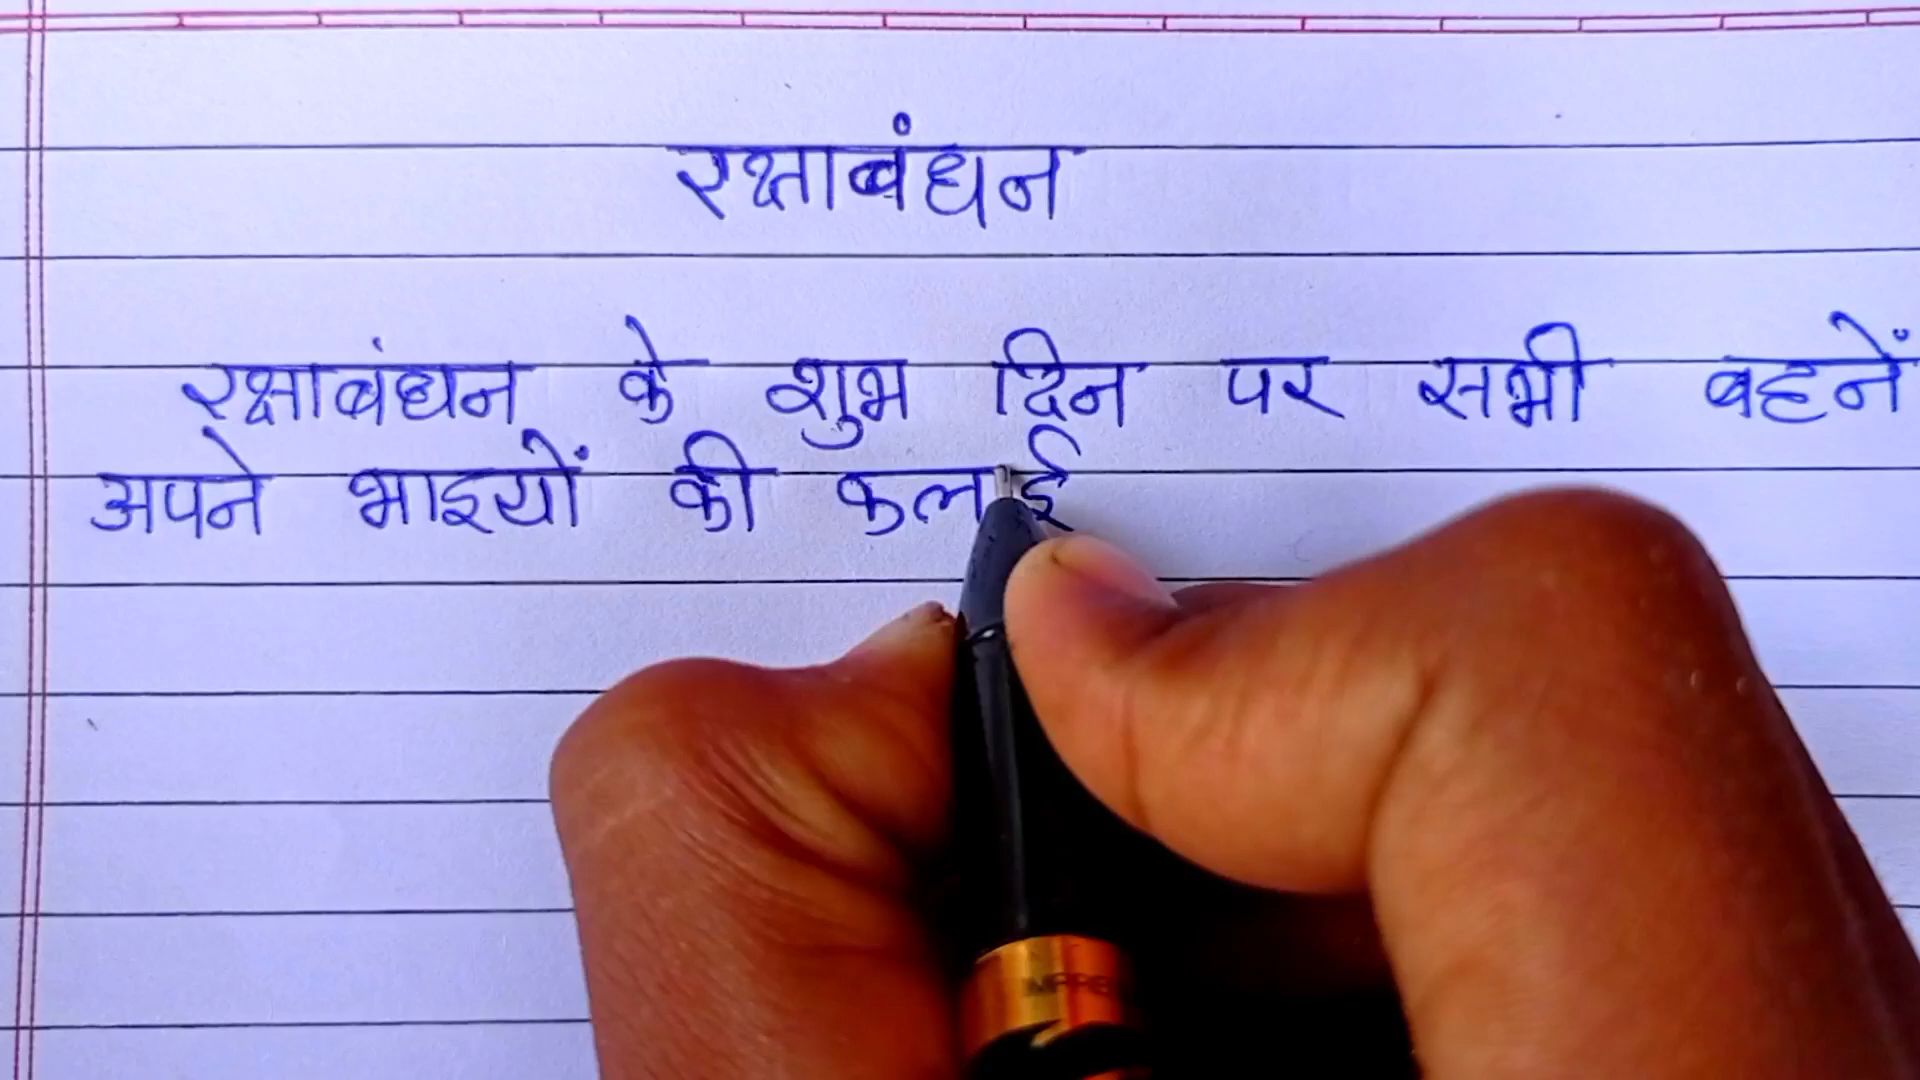 रक्षाबंधन
रक्षाबंधन के शुभ दिन पर सभी बहनें
अपने भाइयों की कलाई